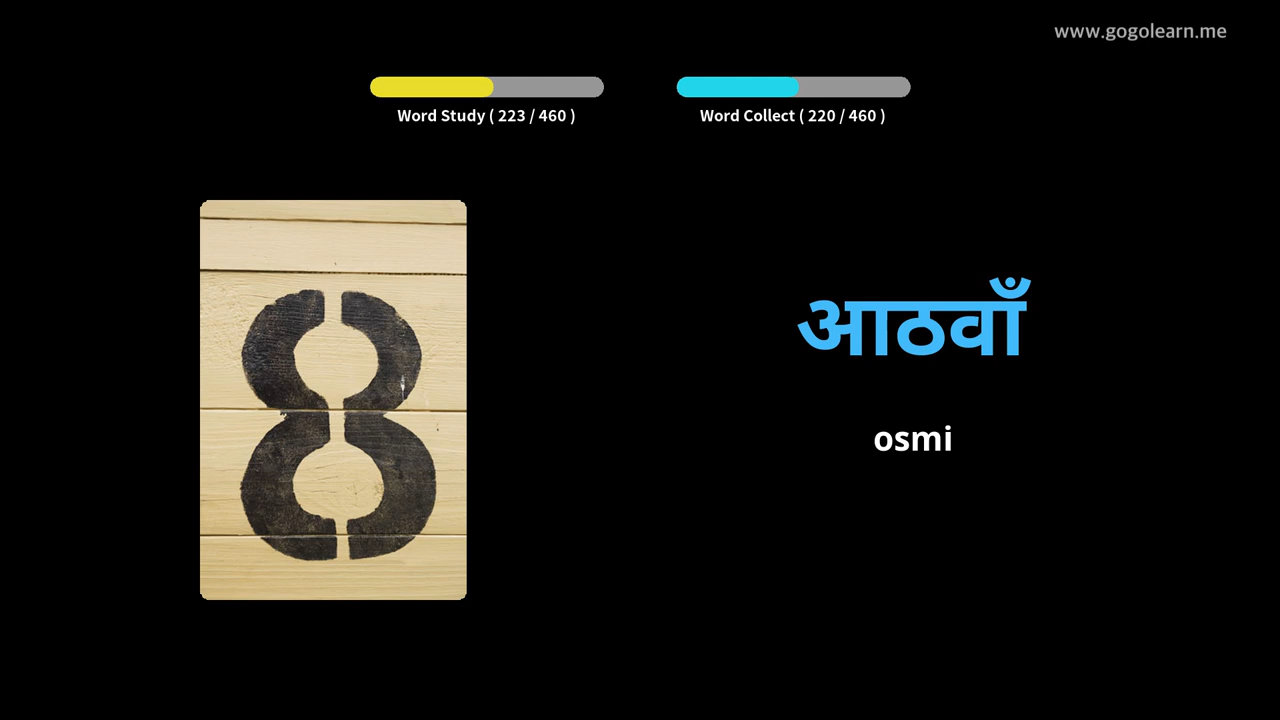 www.gogolearn.me
Word Study ( 223 / 460 )
Word Collect ( 220 / 460 )
8
आठवाँ
osmi